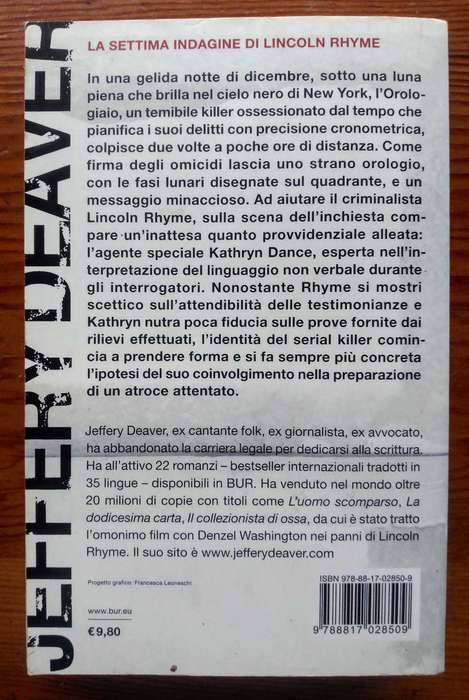 JEFFERY DEAVER
LA SETTIMA INDAGINE DI LINCOLN RHYME
In una gelida notte di dicembre, sotto una luna
piena che brilla nel cielo nero di New York, l'Orolo-
giaio, un temibile killer ossessionato dal tempo che
pianifica i suoi delitti con precisione cronometrica,
colpisce due volte a poche ore di distanza. Come
firma degli omicidi lascia uno strano orologio,
con le fasi lunari disegnate sul quadrante, e un
messaggio minaccioso. Ad aiutare il criminalista
Lincoln Rhyme, sulla scena dell'inchiesta com-
pare un'inattesa quanto provvidenziale alleata:
l'agente speciale Kathryn Dance, esperta nell'in-
terpretazione del linguaggio non verbale durante
gli interrogatori. Nonostante Rhyme si mostri
scettico sull'attendibilità delle testimonianze e
Kathryn nutra poca fiducia sulle prove fornite dai
rilievi effettuati, l'identità del serial killer comin-
cia a prendere forma e si fa sempre più concreta
l'ipotesi del suo coinvolgimento nella preparazione
di un atroce attentato.
Jeffery Deaver, ex cantante folk, ex giornalista, ex avvocato,
ha abbandonato la carriera legale per dedicarsi alla scrittura.
Ha all'attivo 22 romanzi – bestseller internazionali tradotti in
35 lingue – disponibili in BUR. Ha venduto nel mondo oltre
20 milioni di copie con titoli come L'uomo scomparso, La
dodicesima carta, Il collezionista di ossa, da cui è stato tratto
l'omonimo film con Denzel Washington nei panni di Lincoln
Rhyme. Il suo sito è www.jefferydeaver.com
Progetto grafico: Francesca Leoneschi
www.bur.eu
€ 9,80
ISBN 978-88-17-02850-9
9 788817 028509